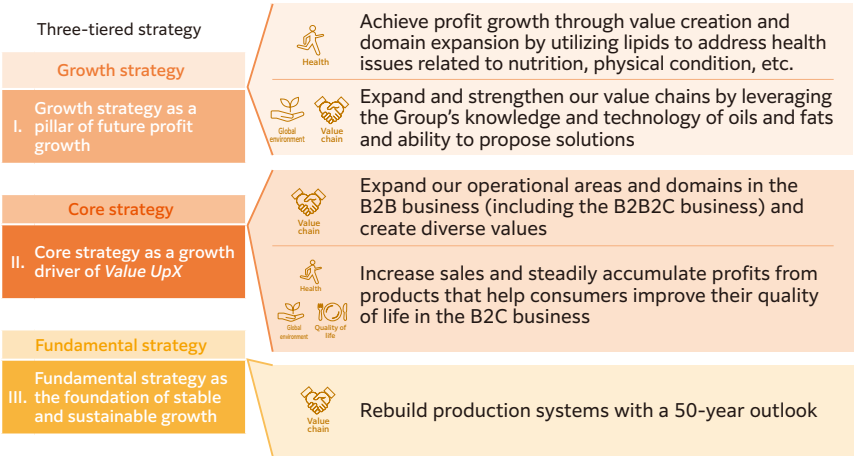 Three-tiered strategy
Growth strategy
I. Growth strategy as a
pillar of future profit
growth
Health
Achieve profit growth through value creation and
domain expansion by utilizing lipids to address health
issues related to nutrition, physical condition, etc.
Global
environment
Value
chain
Expand and strengthen our value chains by leveraging
the Group's knowledge and technology of oils and fats
and ability to propose solutions
Core strategy
II. Core strategy as a growth
driver of Value UpX
Value
chain
Expand our operational areas and domains in the
B2B business (including the B2B2C business) and
create diverse values
Health
Global
environment
Quality of
life
Increase sales and steadily accumulate profits from
products that help consumers improve their quality
of life in the B2C business
Fundamental strategy
III. Fundamental strategy as
the foundation of stable
and sustainable growth
Value
chain
Rebuild production systems with a 50-year outlook